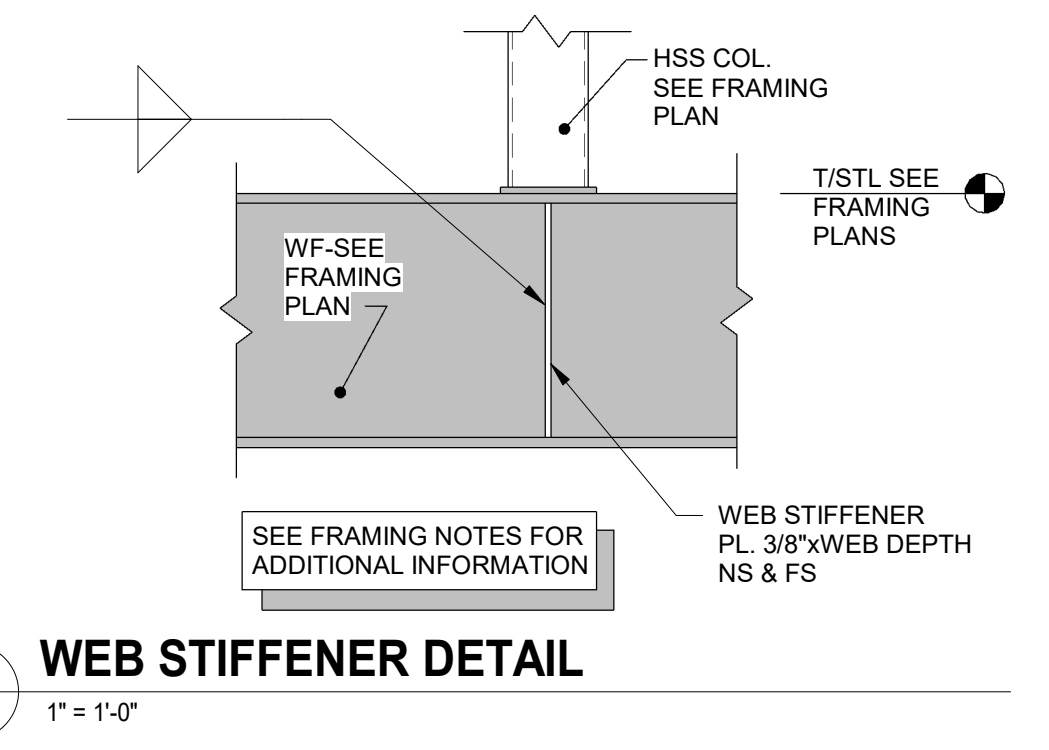 HSS COL.
SEE FRAMING
PLAN
T/STL SEE
FRAMING
PLANS
WF-SEE
FRAMING
PLAN
WEB STIFFENER
PL. 3/8"xWEB DEPTH
NS & FS
SEE FRAMING NOTES FOR
ADDITIONAL INFORMATION
WEB STIFFENER DETAIL
1" = 1'-0"